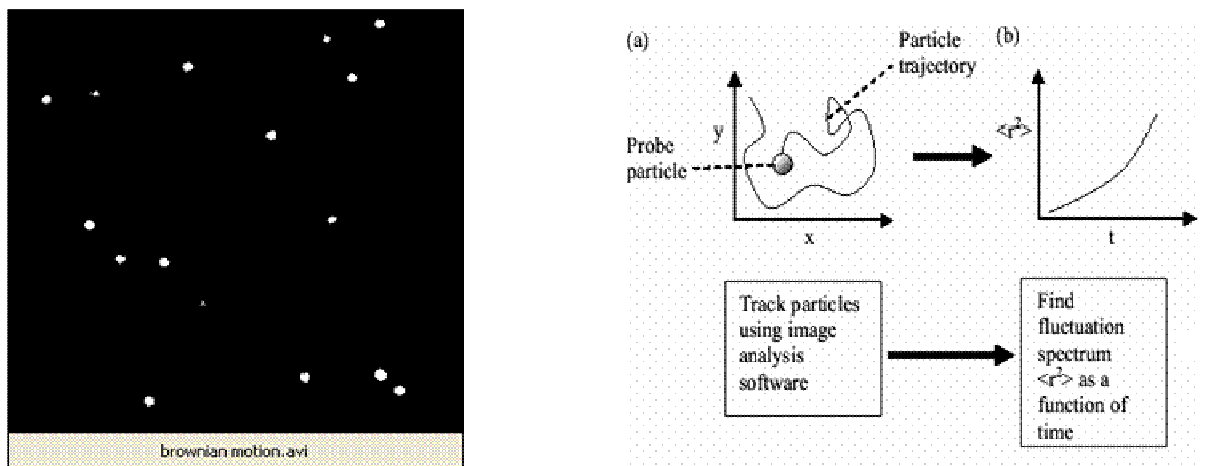 brownian motion.avi
(a)
Particle
trajectory
(b)
y
Probe
particle
x
<r²>
t
Track particles
using image
analysis
software
Find
fluctuation
spectrum
<r²> as a
function of
time